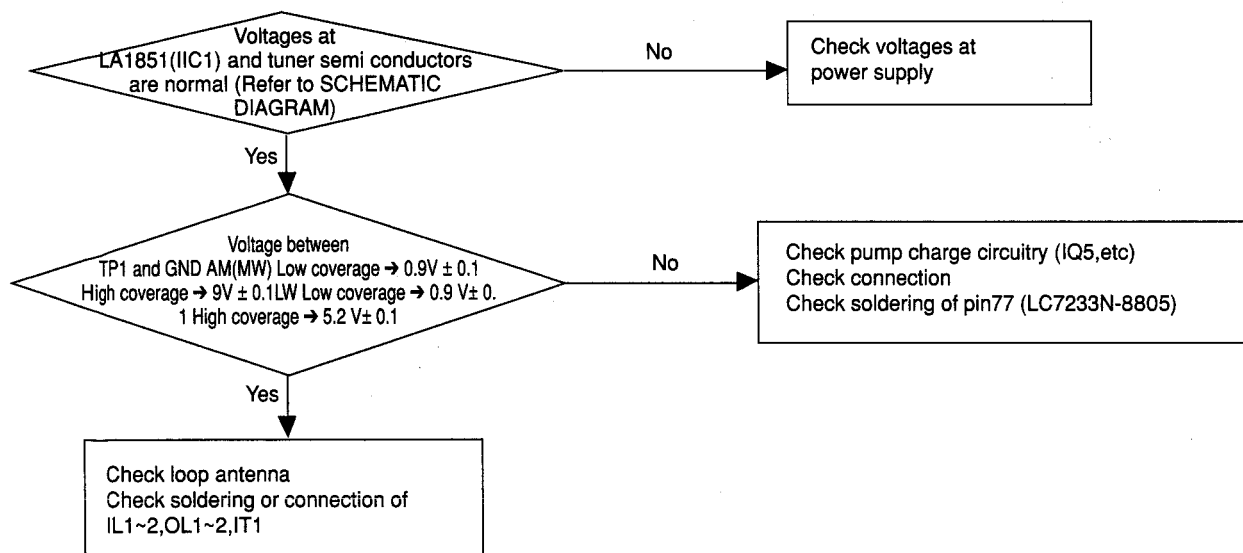 Voltages at
LA1851(IIC1) and tuner semi conductors
are normal (Refer to SCHEMATIC
DIAGRAM)
No
Check voltages at
power supply
Yes
Voltage between
TP1 and GND AM(MW) Low coverage → 0.9V ± 0.1
High coverage → 9V ± 0.1LW Low coverage → 0.9 V± 0.
1 High coverage → 5.2 V± 0.1
No
Check pump charge circuitry (IQ5,etc)
Check connection
Check soldering of pin77 (LC7233N-8805)
Yes
Check loop antenna
Check soldering or connection of
IL1~2,OL1~2,IT1